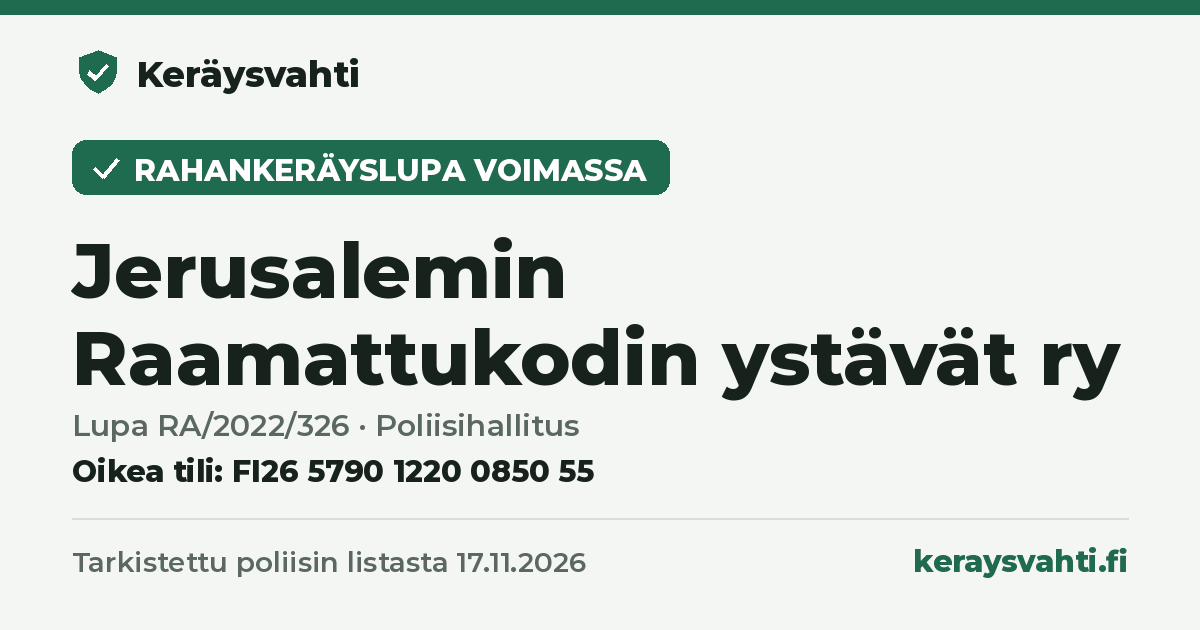 Keräysvahti
RAHANKERÄYSLUPA VOIMASSA
Jerusalemin
Raamattukodin ystävät ry
Lupa RA/2022/326 · Poliisihallitus
Oikea tili: FI26 5790 1220 0850 55
Tarkistettu poliisin listasta 17.11.2026
keraysvahti.fi